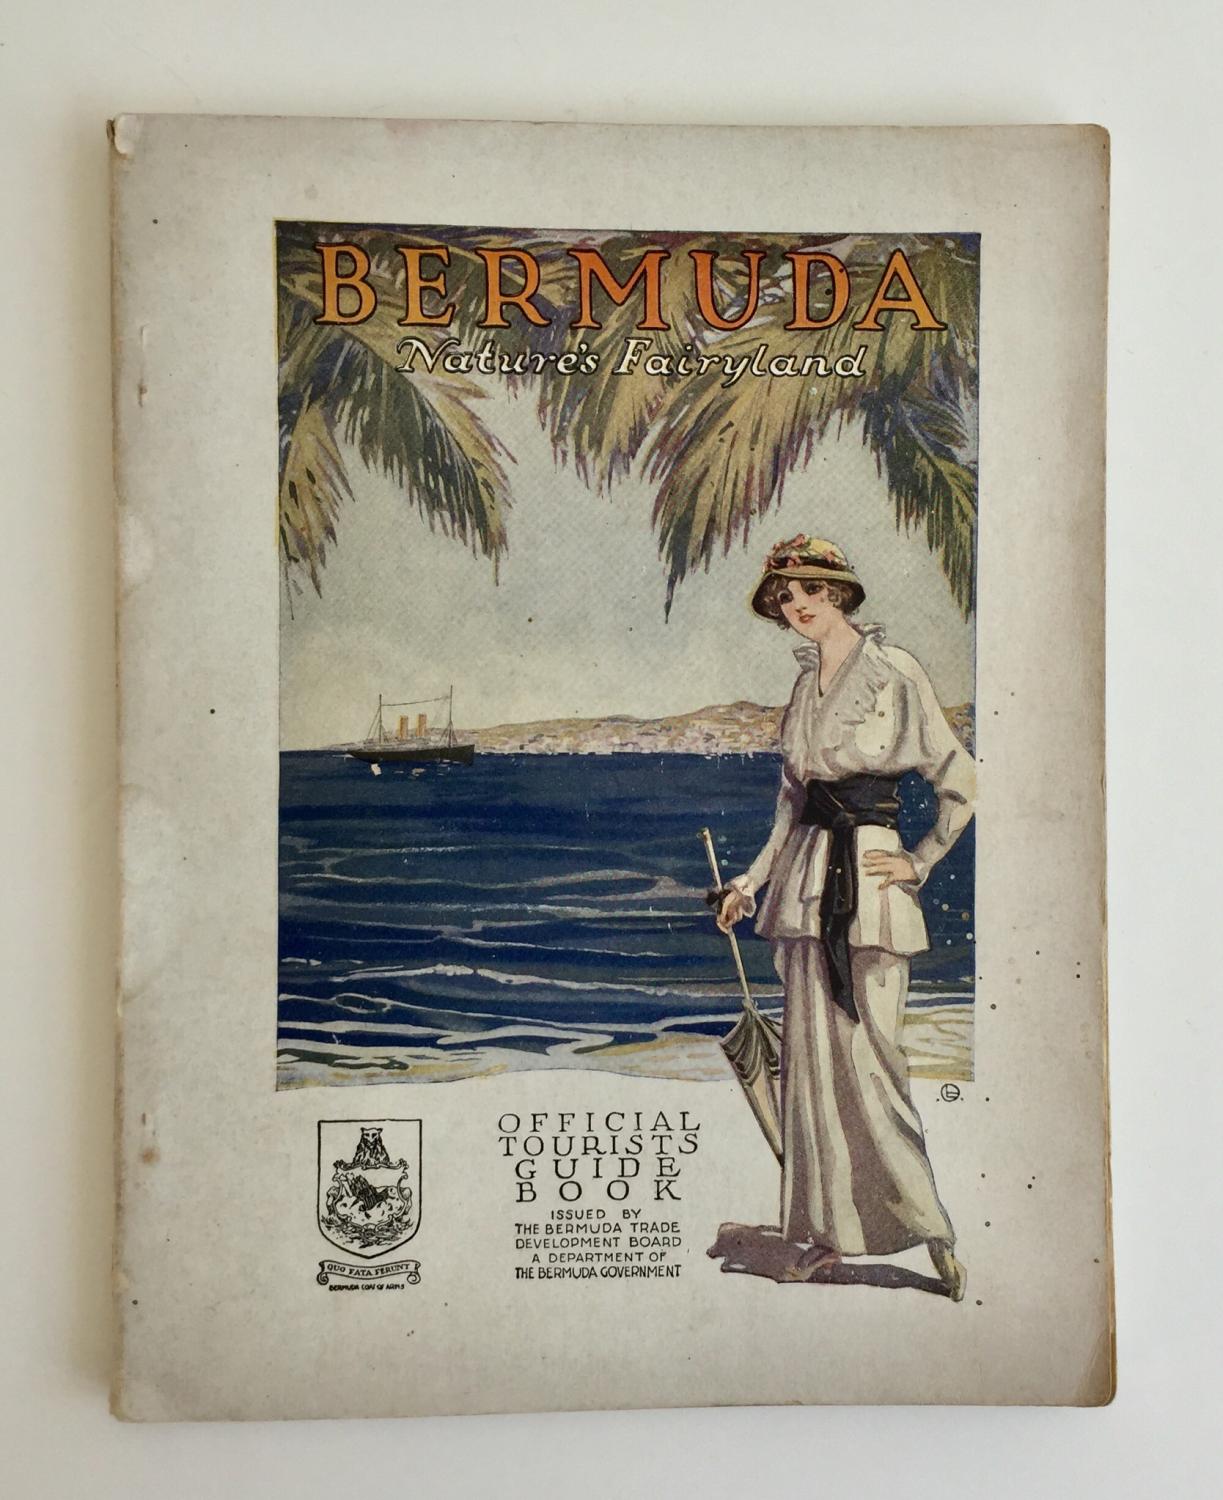 BERMUDA
Nature's Fairyland
OFFICIAL
TOURISTS
GUIDE
BOOK
ISSUED BY
THE BERMUDA TRADE
DEVELOPMENT BOARD
A DEPARTMENT OF
THE BERMUDA GOVERNMENT
QUO FATA FERUNT
BERMUDA COAT OF ARMS